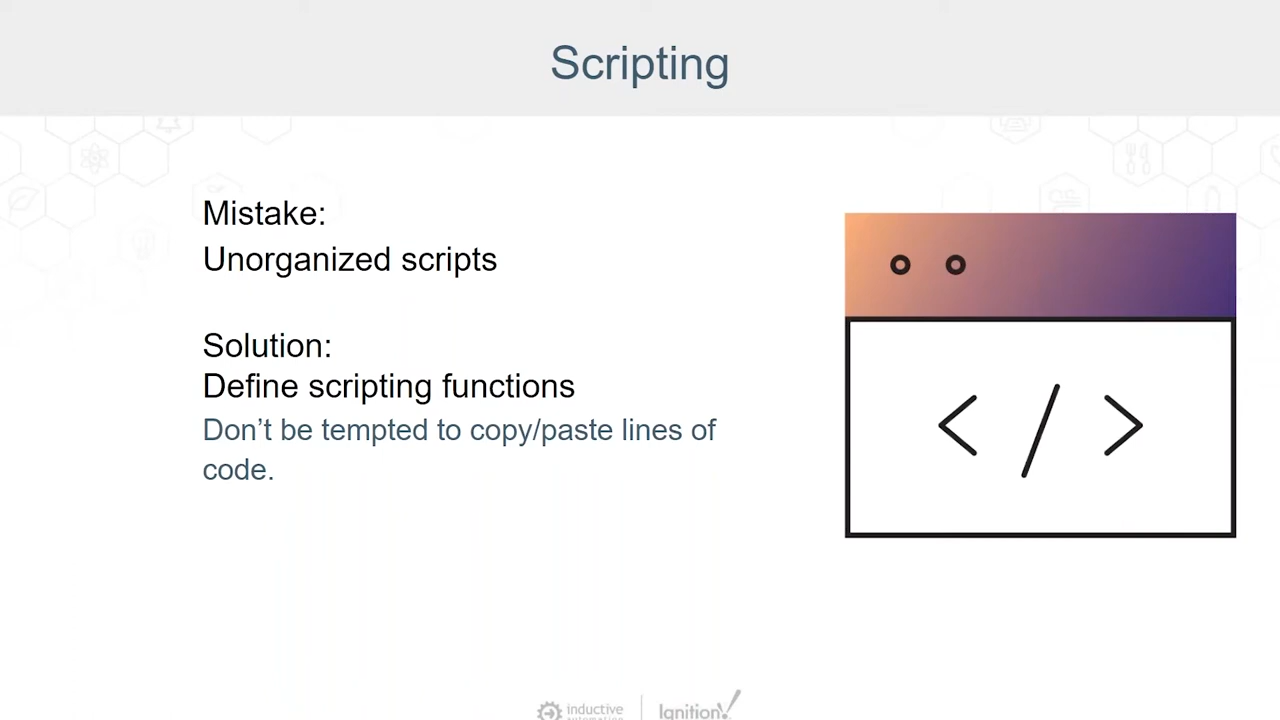 Scripting
Mistake:
Unorganized scripts
Solution:
Define scripting functions
Don’t be tempted to copy/paste lines of
code.
</>
inductive
automation
Ignition!